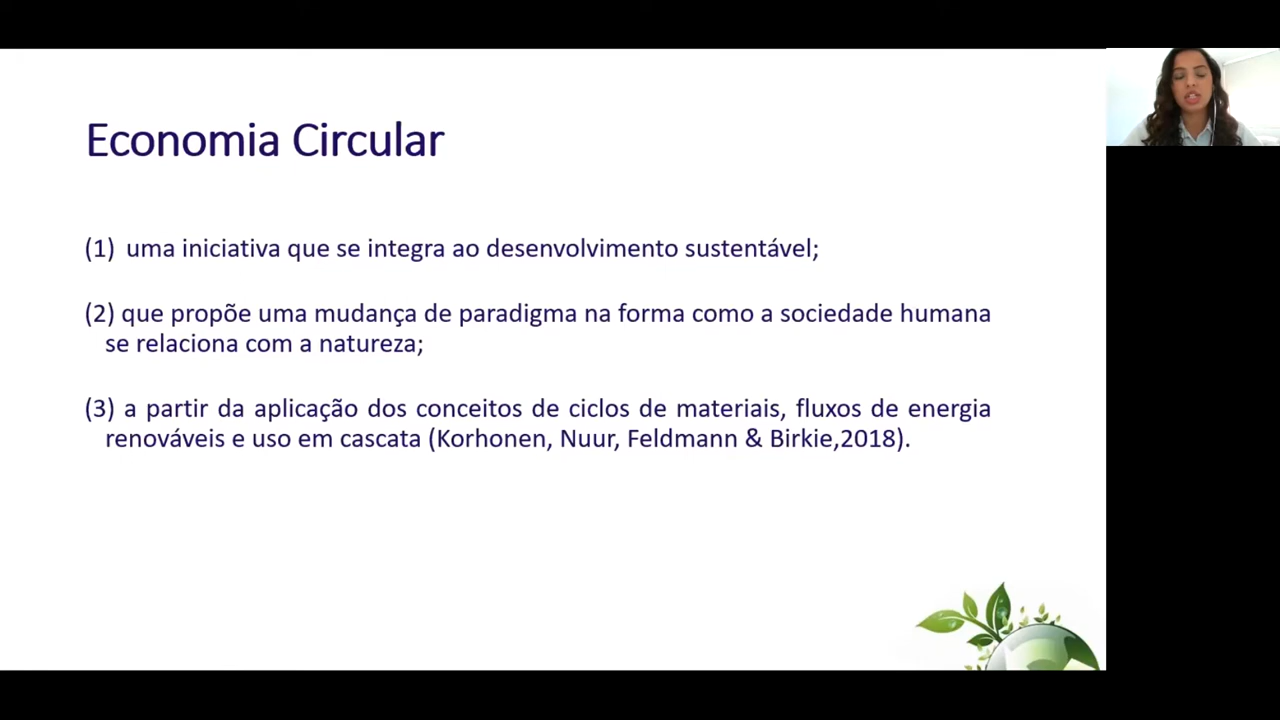 Economia Circular
(1) uma iniciativa que se integra ao desenvolvimento sustentável;
(2) que propõe uma mudança de paradigma na forma como a sociedade humana
se relaciona com a natureza;
(3) a partir da aplicação dos conceitos de ciclos de materiais, fluxos de energia
renováveis e uso em cascata (Korhonen, Nuur, Feldmann & Birkie,2018).